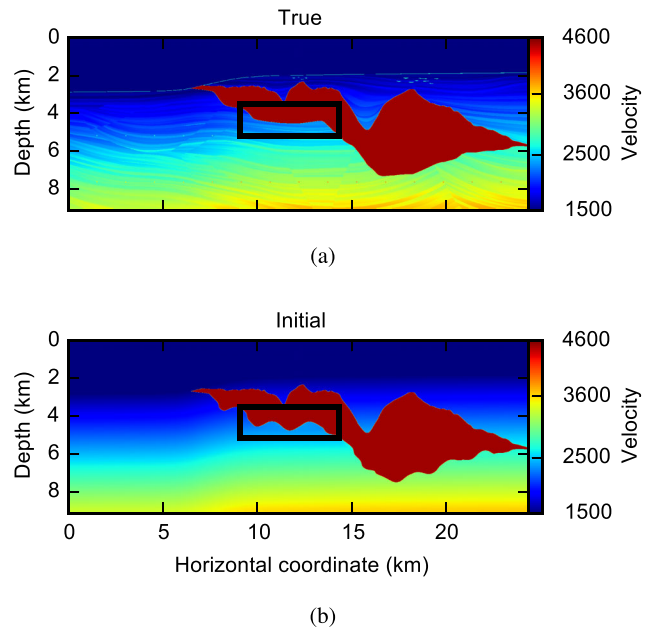 True
0
2
4
6
8
Depth (km)
4600
3600
2500
1500
Velocity
(a)
Initial
0
2
4
6
8
Depth (km)
4600
3600
2500
1500
Velocity
0 5 10 15 20
Horizontal coordinate (km)
(b)